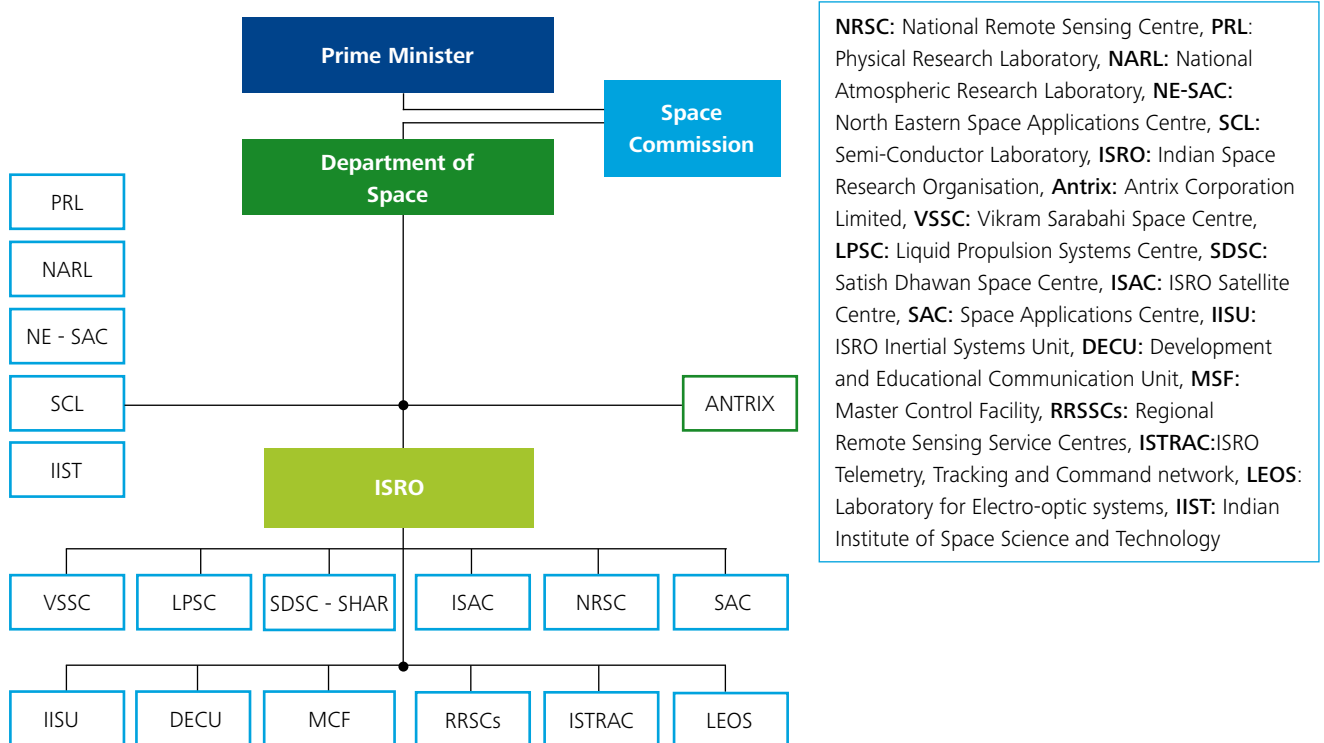 Prime Minister
Space
Commission
Department of
Space
PRL
NARL
NE - SAC
SCL
IIST
ANTRIX
ISRO
VSSC
LPSC
SDSC - SHAR
ISAC
NRSC
SAC
IISU
DECU
MCF
RRSCs
ISTRAC
LEOS
NRSC: National Remote Sensing Centre, PRL:
Physical Research Laboratory, NARL: National
Atmospheric Research Laboratory, NE-SAC:
North Eastern Space Applications Centre, SCL:
Semi-Conductor Laboratory, ISRO: Indian Space
Research Organisation, Antrix: Antrix Corporation
Limited, VSSC: Vikram Sarabahi Space Centre,
LPSC: Liquid Propulsion Systems Centre, SDSC:
Satish Dhawan Space Centre, ISAC: ISRO Satellite
Centre, SAC: Space Applications Centre, IISU:
ISRO Inertial Systems Unit, DECU: Development
and Educational Communication Unit, MSF:
Master Control Facility, RRSSCs: Regional
Remote Sensing Service Centres, ISTRAC:ISRO
Telemetry, Tracking and Command network, LEOS:
Laboratory for Electro-optic systems, IIST: Indian
Institute of Space Science and Technology